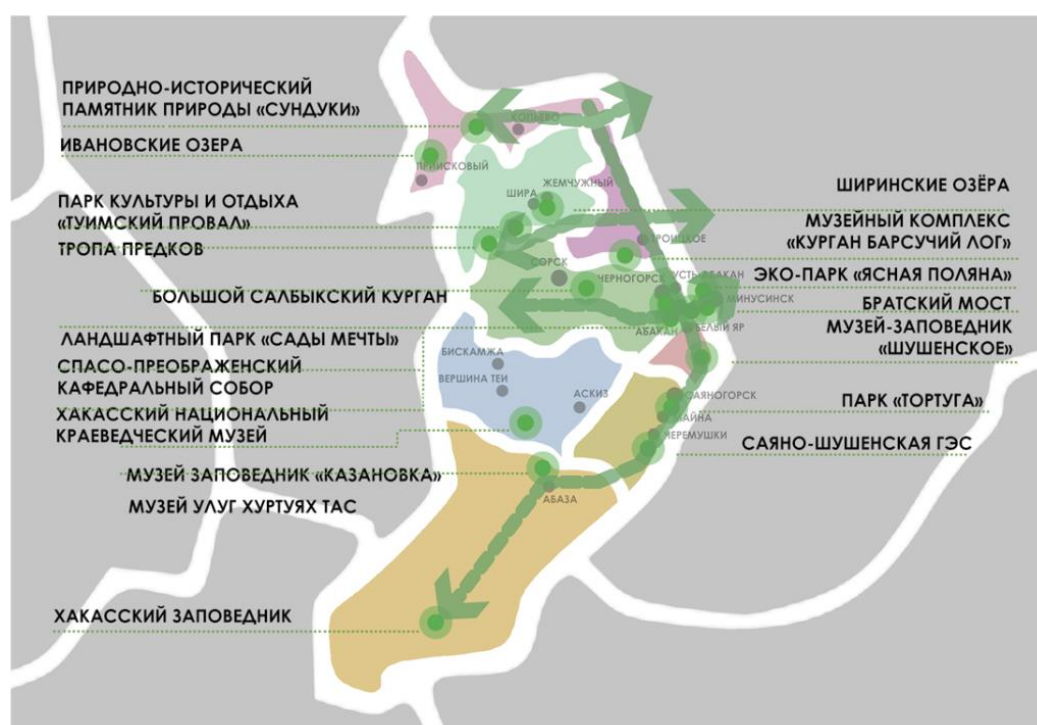 ПРИРОДНО-ИСТОРИЧЕСКИЙ
ПАМЯТНИК ПРИРОДЫ «СУНДУКИ»
ИВАНОВСКИЕ ОЗЕРА
ПАРК КУЛЬТУРЫ И ОТДЫХА
«ТУИМСКИЙ ПРОВАЛ»
ТРОПА ПРЕДКОВ
БОЛЬШОЙ САЛБЫКСКИЙ КУРГАН
ЛАНДШАФТНЫЙ ПАРК «САДЫ МЕЧТЫ»
СПАСО-ПРЕОБРАЖЕНСКИЙ
КАФЕДРАЛЬНЫЙ СОБОР
ХАКАССКИЙ НАЦИОНАЛЬНЫЙ
КРАЕВЕДЧЕСКИЙ МУЗЕЙ
МУЗЕЙ ЗАПОВЕДНИК «КАЗАНОВКА»
МУЗЕЙ УЛУГ ХУРТУЯХ ТАС
ХАКАССКИЙ ЗАПОВЕДНИК
КОПЬЕВО
ПРИИСКОВЫЙ
ЖЕМЧУЖНЫЙ
ШИРА
ТРОИЦКОЕ
СОРСК
ЧЕРНОГОРСК
УСТЬ-АБАКАН
МИНУСИНСК
АБАКАН
БЕЛЫЙ ЯР
БИСКАМЖА
ВЕРШИНА ТЕИ
АСКИЗ
САЯНОГОРСК
МАЙНА
ЧЕРЕМУШКИ
АБАЗА
ШИРИНСКИЕ ОЗЁРА
МУЗЕЙНЫЙ КОМПЛЕКС
«КУРГАН БАРСУЧИЙ ЛОГ»
ЭКО-ПАРК «ЯСНАЯ ПОЛЯНА»
БРАТСКИЙ МОСТ
МУЗЕЙ-ЗАПОВЕДНИК
«ШУШЕНСКОЕ»
ПАРК «ТОРТУГА»
САЯНО-ШУШЕНСКАЯ ГЭС